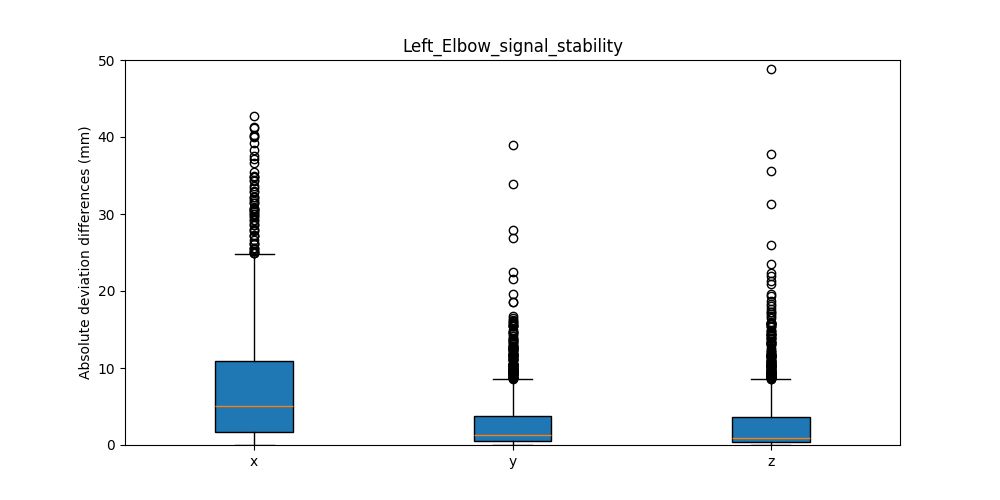 Left_Elbow_signal_stability
Absolute deviation differences (mm)
50
40
30
20
10
0
x
y
z